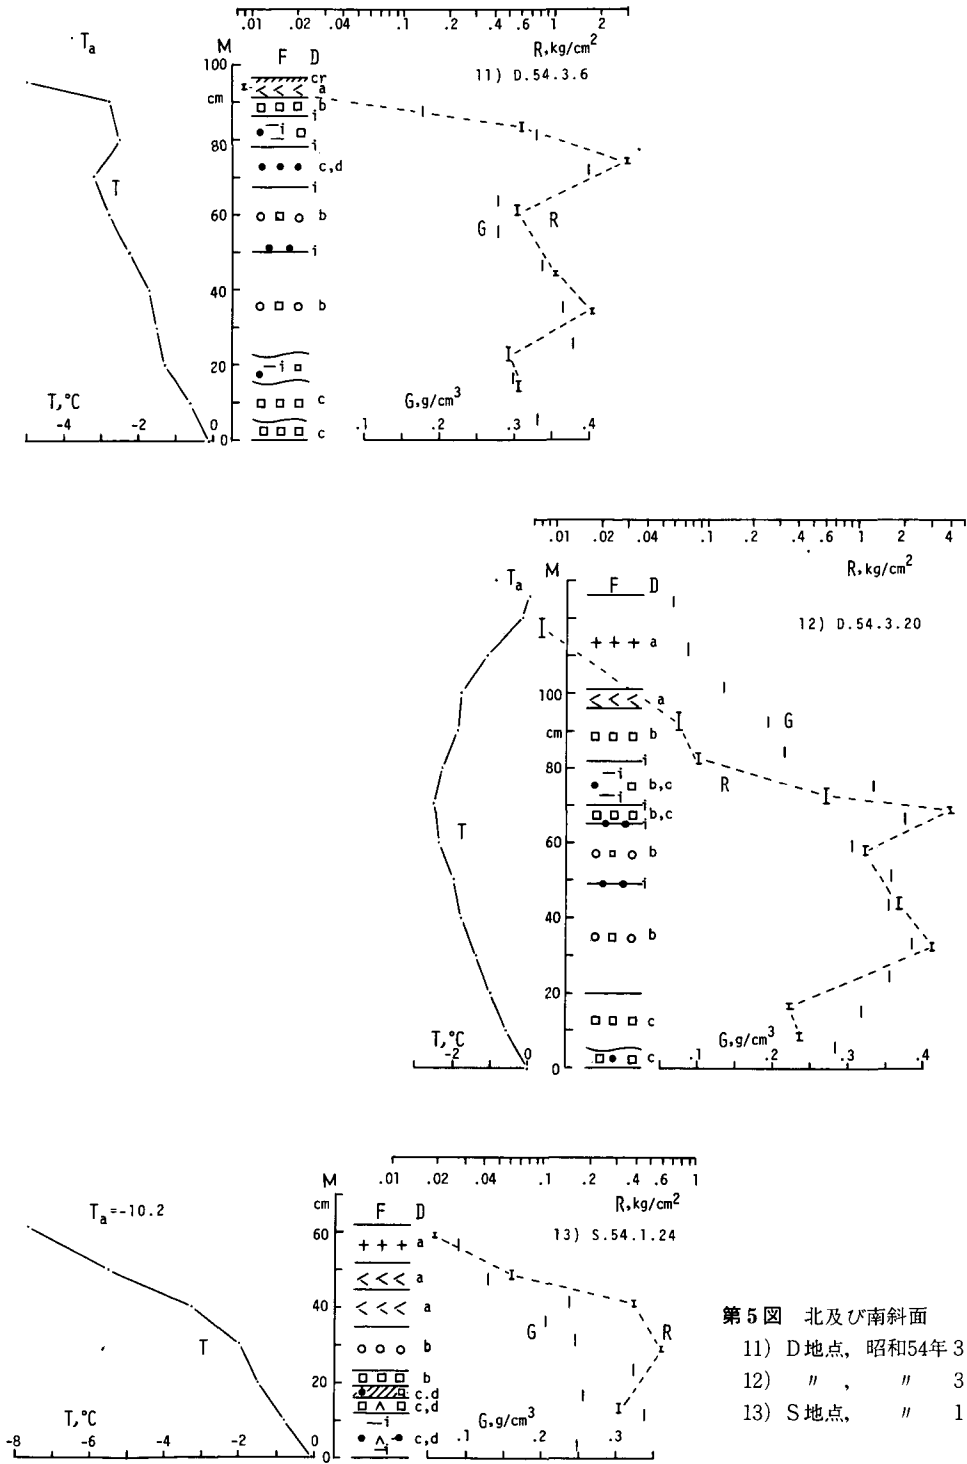 .01 .02 .04 .1 .2 .4 .6 1 2
R,kg/cm²
11) D.54.3.6
Ta
M
F D
100
cm
cr
a
b
i
i
80
i
c,d
T
i
60
b
G
R
i
40
b
20
i
c
T,°C
G,g/cm³
-4 -2 0
0
c
.1 .2 .3 .4
.01 .02 .04 .1 .2 .4 .6 1 2 4
R,kg/cm²
12) D.54.3.20
Ta
M
F D
a
100
a
G
cm
b
i
80
i
b,c
R
i
i
b,c
i
T
60
b
i
40
b
20
c
T,°C
G,g/cm³
-2 0
0
c
.1 .2 .3 .4
.01 .02 .04 .1 .2 .4 .6 1
R,kg/cm²
13) S.54.1.24
Ta=-10.2
M
cm
F D
60
a
a
40
a
G
R
T
b
b
20
c.d
c,d
i
c,d
i
T,°C
G,g/cm³
-8 -6 -4 -2 0
0
.1 .2 .3
第5図 北及び南斜面
11) D地点, 昭和54年3
12) 〃 , 〃 3
13) S地点, 〃 1